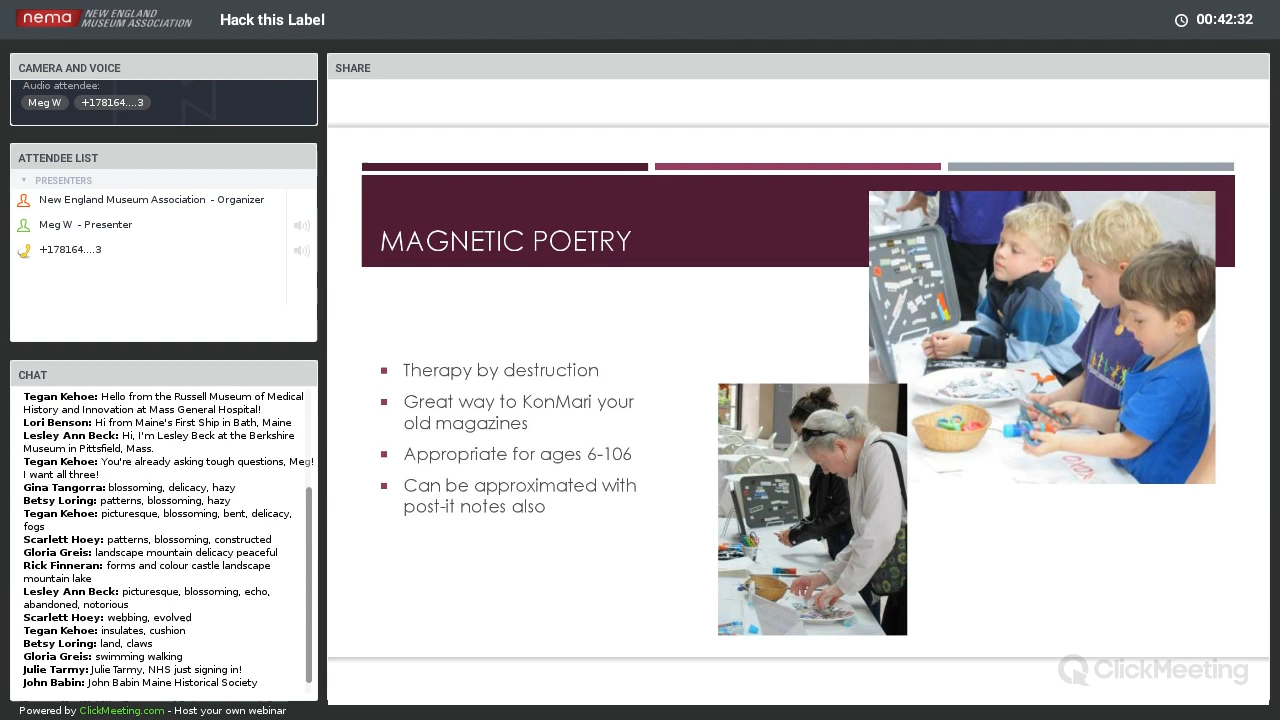 nema NEW ENGLAND
MUSEUM ASSOCIATION
Hack this Label
00:42:32
CAMERA AND VOICE
Audio attendee:
Meg W
+178164....3
ATTENDEE LIST
PRESENTERS
New England Museum Association - Organizer
Meg W - Presenter
+178164....3
CHAT
Tegan Kehoe: Hello from the Russell Museum of Medical
History and Innovation at Mass General Hospital!
Lori Benson: Hi from Maine's First Ship in Bath, Maine
Lesley Ann Beck: Hi, I'm Lesley Beck at the Berkshire
Museum in Pittsfield, Mass.
Tegan Kehoe: You're already asking tough questions, Meg!
I want all three!
Gina Tangorra: blossoming, delicacy, hazy
Betsy Loring: patterns, blossoming, hazy
Tegan Kehoe: picturesque, blossoming, bent, delicacy,
fogs
Scarlett Hoey: patterns, blossoming, constructed
Gloria Greis: landscape mountain delicacy peaceful
Rick Finneran: forms and colour castle landscape
mountain lake
Lesley Ann Beck: picturesque, blossoming, echo,
abandoned, notorious
Scarlett Hoey: webbing, evolved
Tegan Kehoe: insulates, cushion
Betsy Loring: land, claws
Gloria Greis: swimming walking
Julie Tarmy: Julie Tarmy, NHS just signing in!
John Babin: John Babin Maine Historical Society
Powered by ClickMeeting.com - Host your own webinar
SHARE
MAGNETIC POETRY
Therapy by destruction
Great way to KonMari your
old magazines
Appropriate for ages 6-106
Can be approximated with
post-it notes also
ClickMeeting